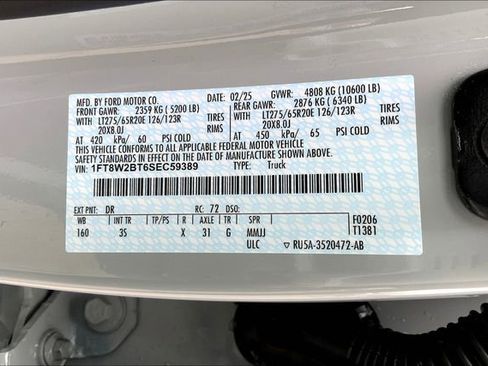 MFD. BY FORD MOTOR CO. 02/25 GVWR: 4808 KG (10600 LB)
FRONT GAWR: 2359 KG (5200 LB) REAR GAWR: 2876 KG (6340 LB)
WITH LT275/65R20E 126/123R TIRES WITH LT275/65R20E 126/123R TIRES
20X8.0J RIMS 20X8.0J RIMS
AT 420 kPa/ 60 PSI COLD AT 450 kPa/ 65 PSI COLD
THIS VEHICLE CONFORMS TO ALL APPLICABLE FEDERAL MOTOR VEHICLE
SAFETY STANDARDS IN EFFECT ON THE DATE OF MANUFACTURE SHOWN ABOVE.
VIN: 1FT8W2BT6SEC59389 TYPE: Truck
EXT PNT: DR RC: 72 DSO:
WB INT TR TP/PS R AXLE TR SPR F0206
160 3S X 31 G MMJJ T1381
ULC RU5A-3520472-AB